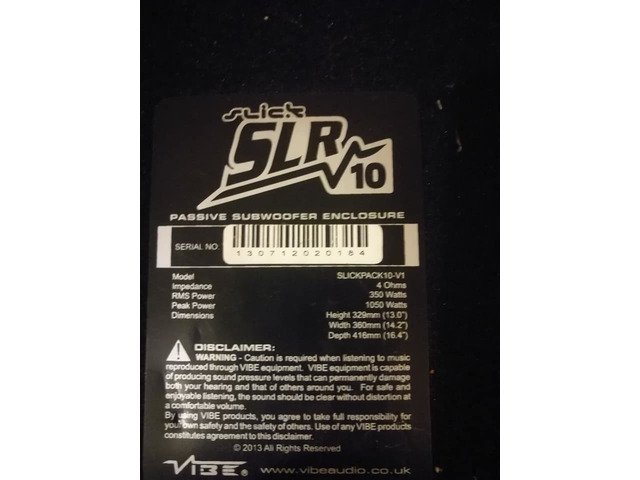 SLICK
SLR 10
PASSIVE SUBWOOFER ENCLOSURE
SERIAL NO. 130712020184
Model SLICKPACK10-V1
Impedance 4 Ohms
RMS Power 350 Watts
Peak Power 1050 Watts
Dimensions Height 329mm (13.0")
Width 360mm (14.2")
Depth 416mm (16.4")
DISCLAIMER:
WARNING - Caution is required when listening to music
reproduced through VIBE equipment. VIBE equipment is capable
of producing sound pressure levels that can permanently damage
both your hearing and that of others around you. For safe and
enjoyable listening, the sound should be clear without distortion at
a comfortable volume.
By using VIBE products, you agree to take full responsibility for
your own safety and the safety of others. Use of any VIBE products
constitutes agreement to this disclaimer.
© 2013 All Rights Reserved
VIBE® www.vibeaudio.co.uk